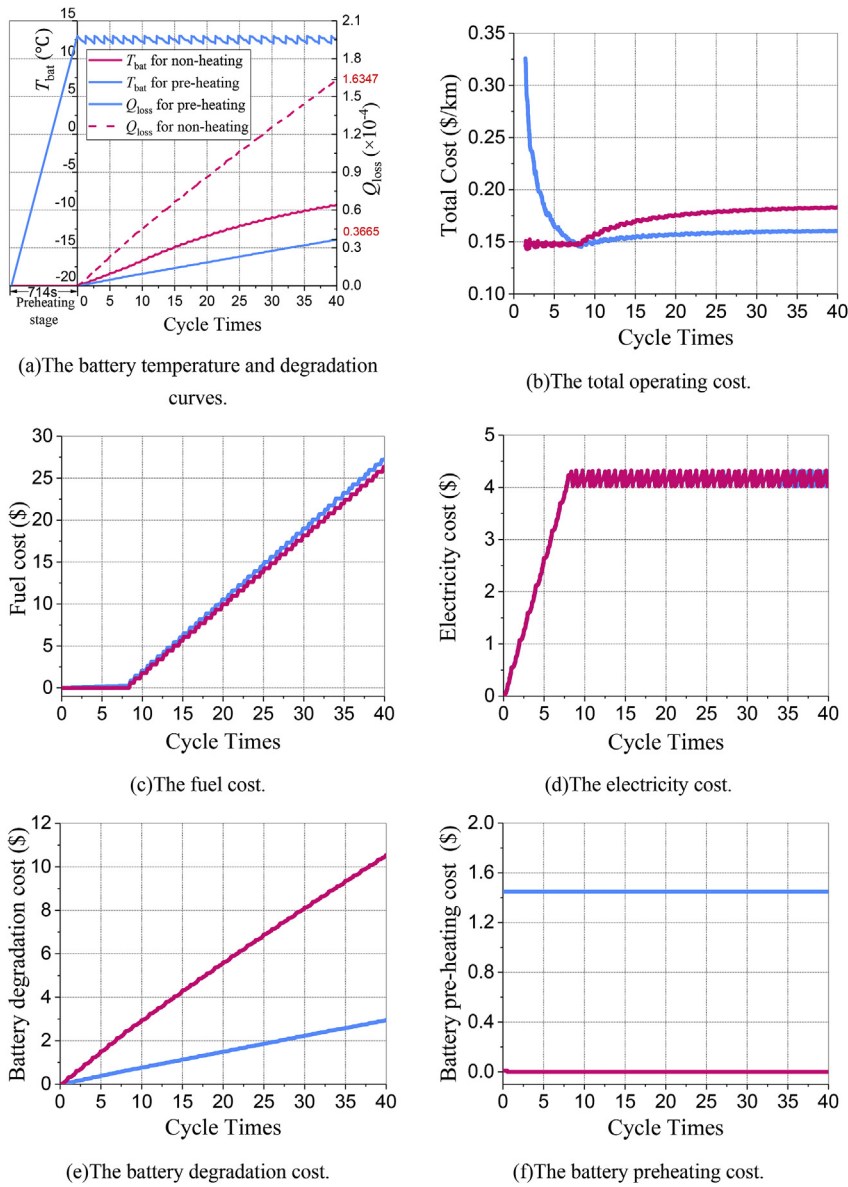 15
10
5
0
-5
-10
-15
-20
T_bat (°C)
T_bat for non-heating
T_bat for pre-heating
Q_loss for pre-heating
Q_loss for non-heating
2.1
1.8
1.5
1.2
0.9
0.6
0.3
0.0
1.6347
0.3665
Q_loss (×10⁻⁴)
714s
Preheating
stage
0 5 10 15 20 25 30 35 40
Cycle Times
(a)The battery temperature and degradation
curves.
0.35
0.30
0.25
0.20
0.15
0.10
Total Cost ($/km)
0 5 10 15 20 25 30 35 40
Cycle Times
(b)The total operating cost.
30
25
20
15
10
5
0
Fuel cost ($)
0 5 10 15 20 25 30 35 40
Cycle Times
(c)The fuel cost.
5
4
3
2
1
0
Electricity cost ($)
0 5 10 15 20 25 30 35 40
Cycle Times
(d)The electricity cost.
12
10
8
6
4
2
0
Battery degradation cost ($)
0 5 10 15 20 25 30 35 40
Cycle Times
(e)The battery degradation cost.
2.0
1.6
1.2
0.8
0.4
0.0
Battery pre-heating cost ($)
0 5 10 15 20 25 30 35 40
Cycle Times
(f)The battery preheating cost.